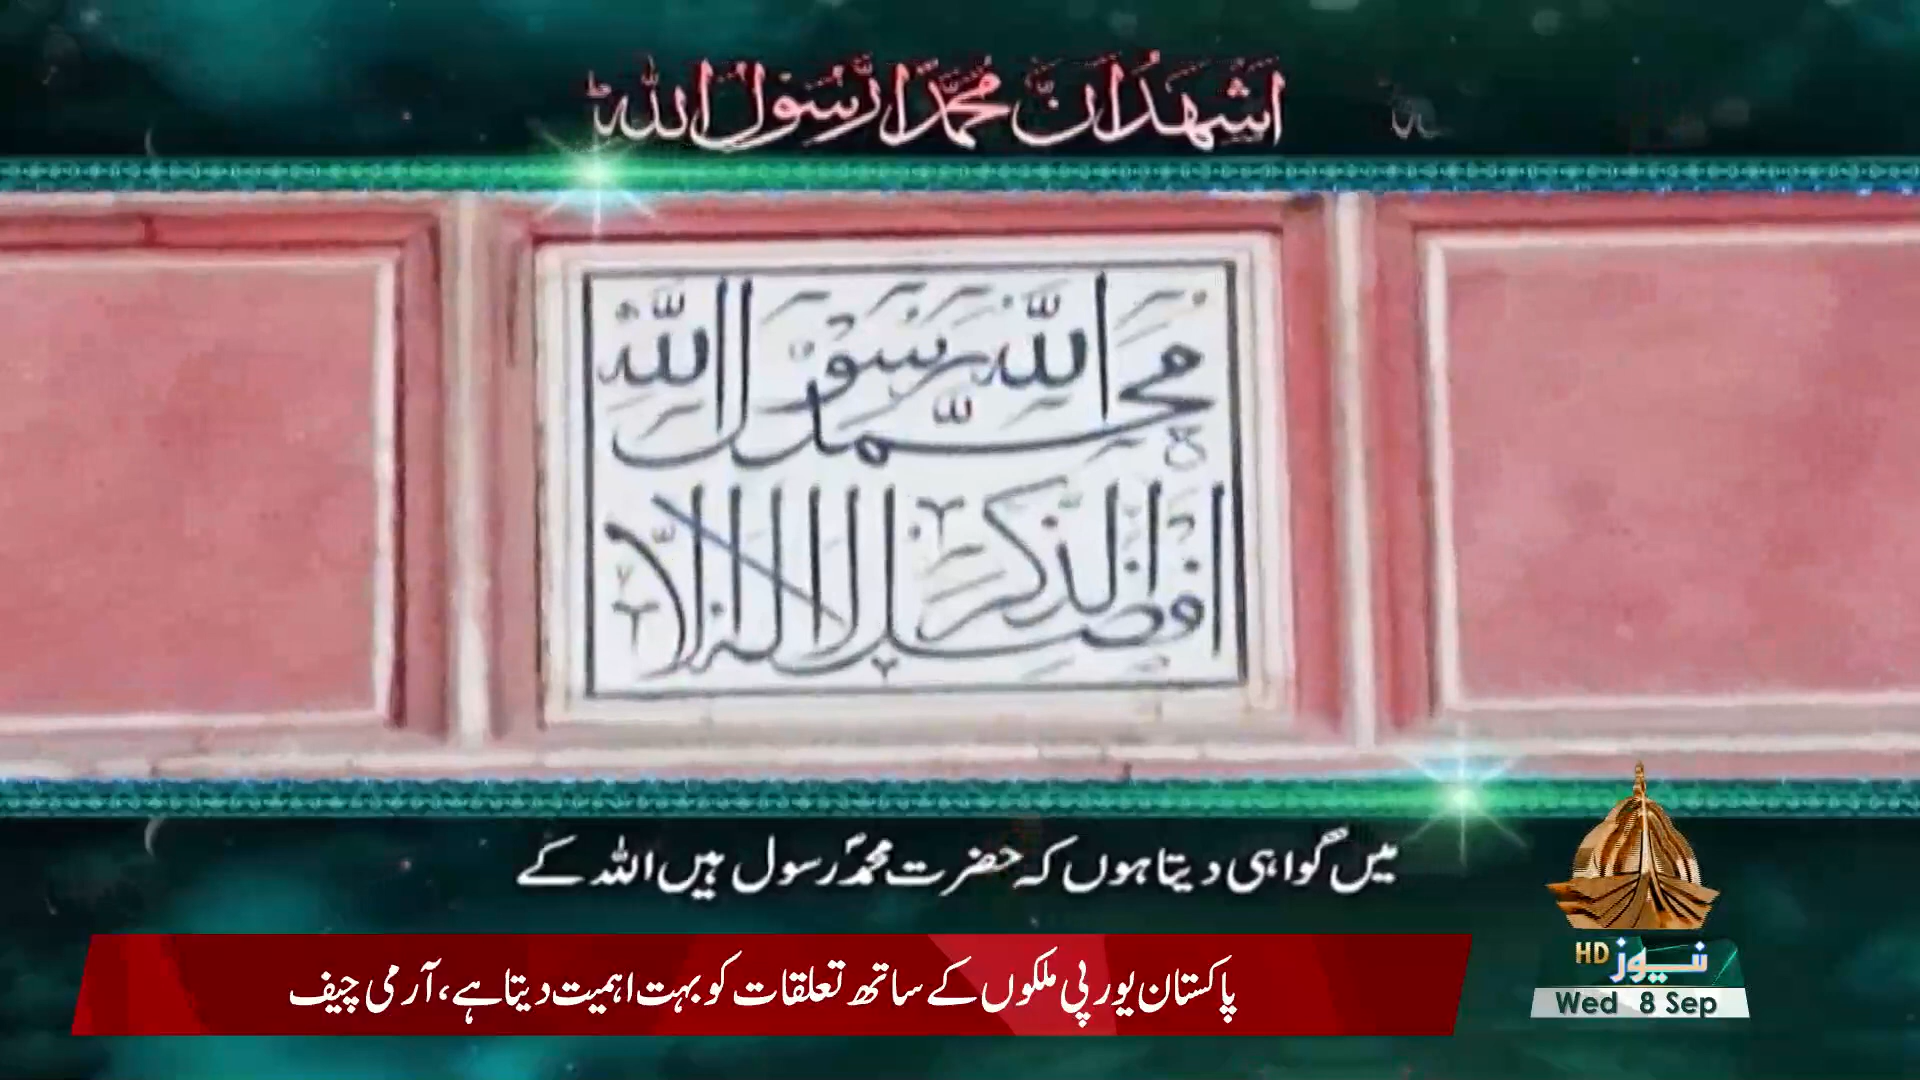 اشهد ان محمدا رسول الله
محمد رسول الله
افضل الذكر لا اله الا الله
میں گواہی دیتا ہوں کہ حضرت محمدؐ رسول ہیں اللہ کے
پاکستان یورپی ملکوں کے ساتھ تعلقات کو بہت اہمیت دیتا ہے، آرمی چیف
نیوز HD
Wed 8 Sep